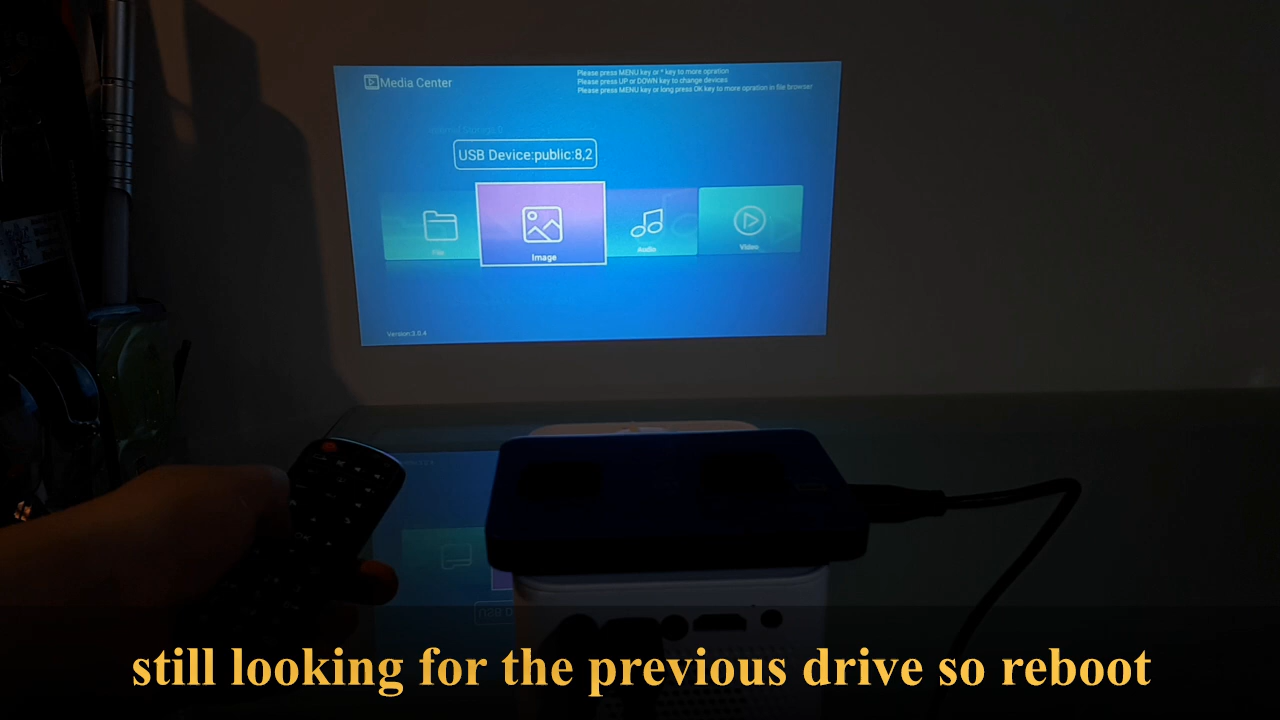 Media Center
Please press MENU key or * key to more opration
Please press UP or DOWN key to change devices
Please press MENU key or long press OK key to more opration in file browser
USB Device:public:8,2
File
Image
Audio
Video
Version:3.0.4
still looking for the previous drive so reboot